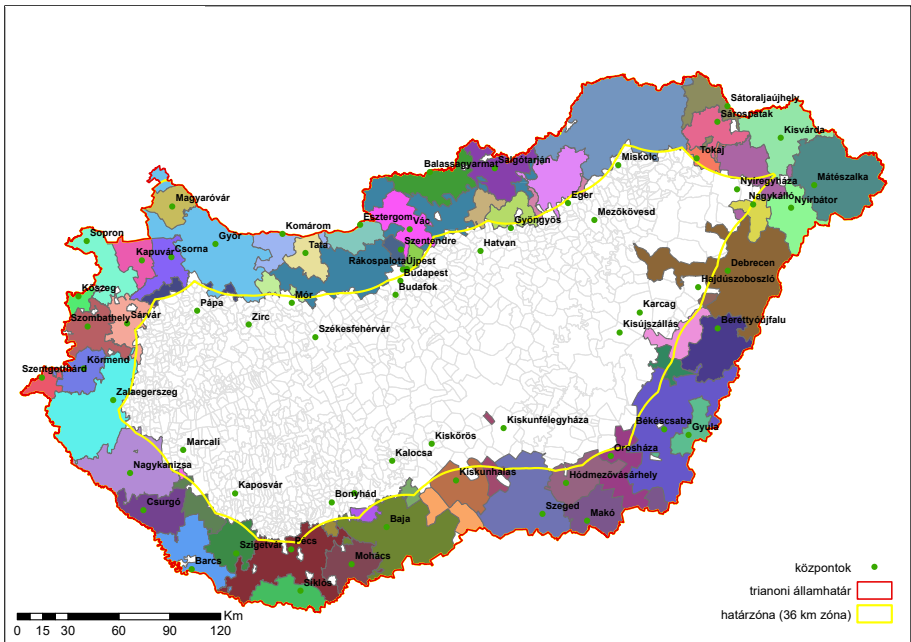 Sátoraljaújhely
Sárospatak
Kisvárda
Balassagyarmat
Salgótarján
Tokaj
Miskolc
Nyíregyháza
Mátészalka
Magyaróvár
Eger
Nagykálló
Nyírbátor
Esztergom
Vác
Gyöngyös
Mezőkövesd
Komárom
Sopron
Győr
Tata
Hatvan
Kapuvár
Csorna
Szentendre
Rákospalota
Újpest
Debrecen
Budapest
Hajdúszoboszló
Kőszeg
Mór
Budafok
Pápa
Karcag
Szombathely
Sárvár
Zirc
Székesfehérvár
Kisújszállás
Berettyóújfalu
Körmend
Szentgotthárd
Zalaegerszeg
Kiskunfélegyháza
Békéscsaba
Gyula
Marcali
Kiskőrös
Kalocsa
Orosháza
Nagykanizsa
Kiskunhalas
Hódmezővásárhely
Kaposvár
Bonyhád
Csurgó
Baja
Szeged
Makó
Szigetvár
Pécs
Barcs
Mohács
Siklós
központok
trianoni államhatár
határzóna (36 km zóna)
Km
0 15 30 60 90 120